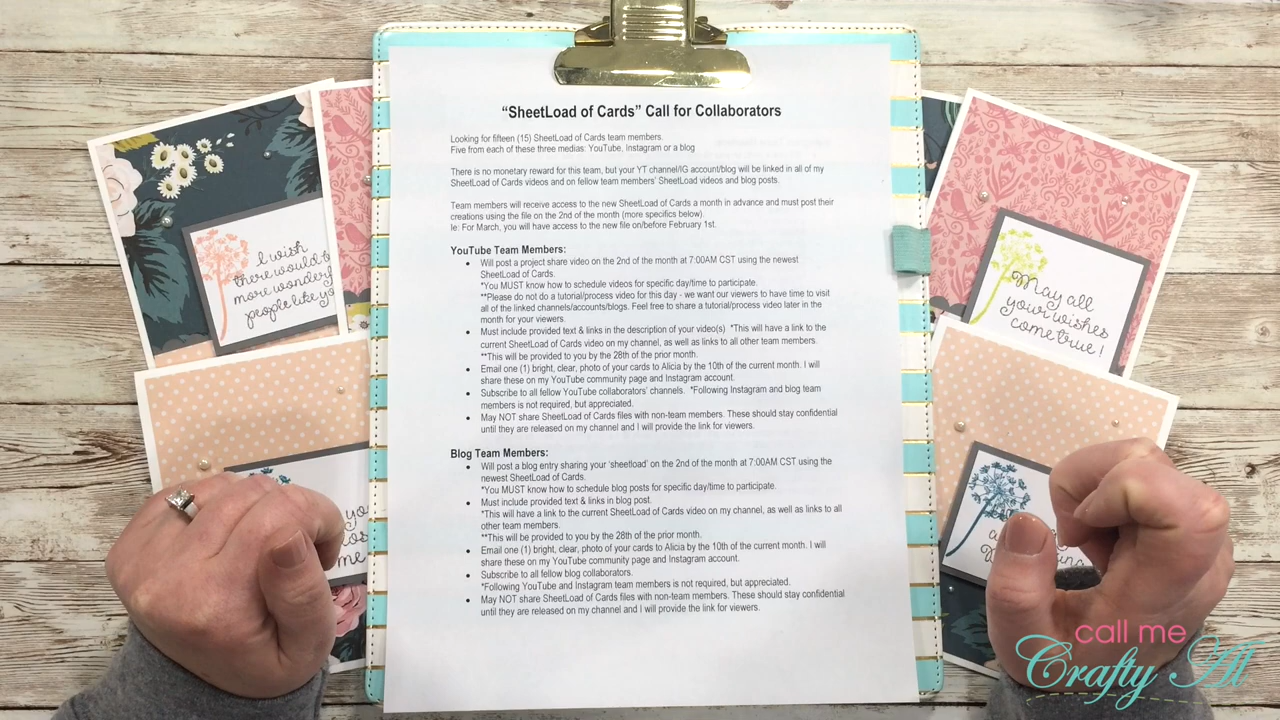 "SheetLoad of Cards" Call for Collaborators
Looking for fifteen (15) SheetLoad of Cards team members.
Five from each of these three medias: YouTube, Instagram or a blog
There is no monetary reward for this team, but your YT channel/IG account/blog will be linked in all of my
SheetLoad of Cards videos and on fellow team members' SheetLoad videos and blog posts.
Team members will receive access to the new SheetLoad of Cards a month in advance and must post their
creations using the file on the 2nd of the month (more specifics below)
Ie: For March, you will have access to the new file on/before February 1st.
YouTube Team Members:
• Will post a project share video on the 2nd of the month at 7:00AM CST using the newest
SheetLoad of Cards.
*You MUST know how to schedule videos for specific day/time to participate.
**Please do not do a tutorial/process video for this day - we want our viewers to have time to visit
all of the linked channels/accounts/blogs. Feel free to share a tutorial/process video later in the
month for your viewers.
• Must include provided text & links in the description of your video(s) *This will have a link to the
current SheetLoad of Cards video on my channel, as well as links to all other team members.
**This will be provided to you by the 28th of the prior month.
• Email one (1) bright, clear, photo of your cards to Alicia by the 10th of the current month. I will
share these on my YouTube community page and Instagram account.
• Subscribe to all fellow YouTube collaborators' channels. *Following Instagram and blog team
members is not required, but appreciated.
• May NOT share SheetLoad of Cards files with non-team members. These should stay confidential
until they are released on my channel and I will provide the link for viewers.
Blog Team Members:
• Will post a blog entry sharing your 'sheetload' on the 2nd of the month at 7:00AM CST using the
newest SheetLoad of Cards.
*You MUST know how to schedule blog posts for specific day/time to participate.
• Must include provided text & links in blog post.
*This will have a link to the current SheetLoad of Cards video on my channel, as well as links to all
other team members.
**This will be provided to you by the 28th of the prior month.
• Email one (1) bright, clear, photo of your cards to Alicia by the 10th of the current month. I will
share these on my YouTube community page and Instagram account.
• Subscribe to all fellow blog collaborators.
*Following YouTube and Instagram team members is not required, but appreciated.
• May NOT share SheetLoad of Cards files with non-team members. These should stay confidential
until they are released on my channel and I will provide the link for viewers.
I wish
there would be
more wonderful
people like you
May all
your wishes
come true!
call me
Crafty Al